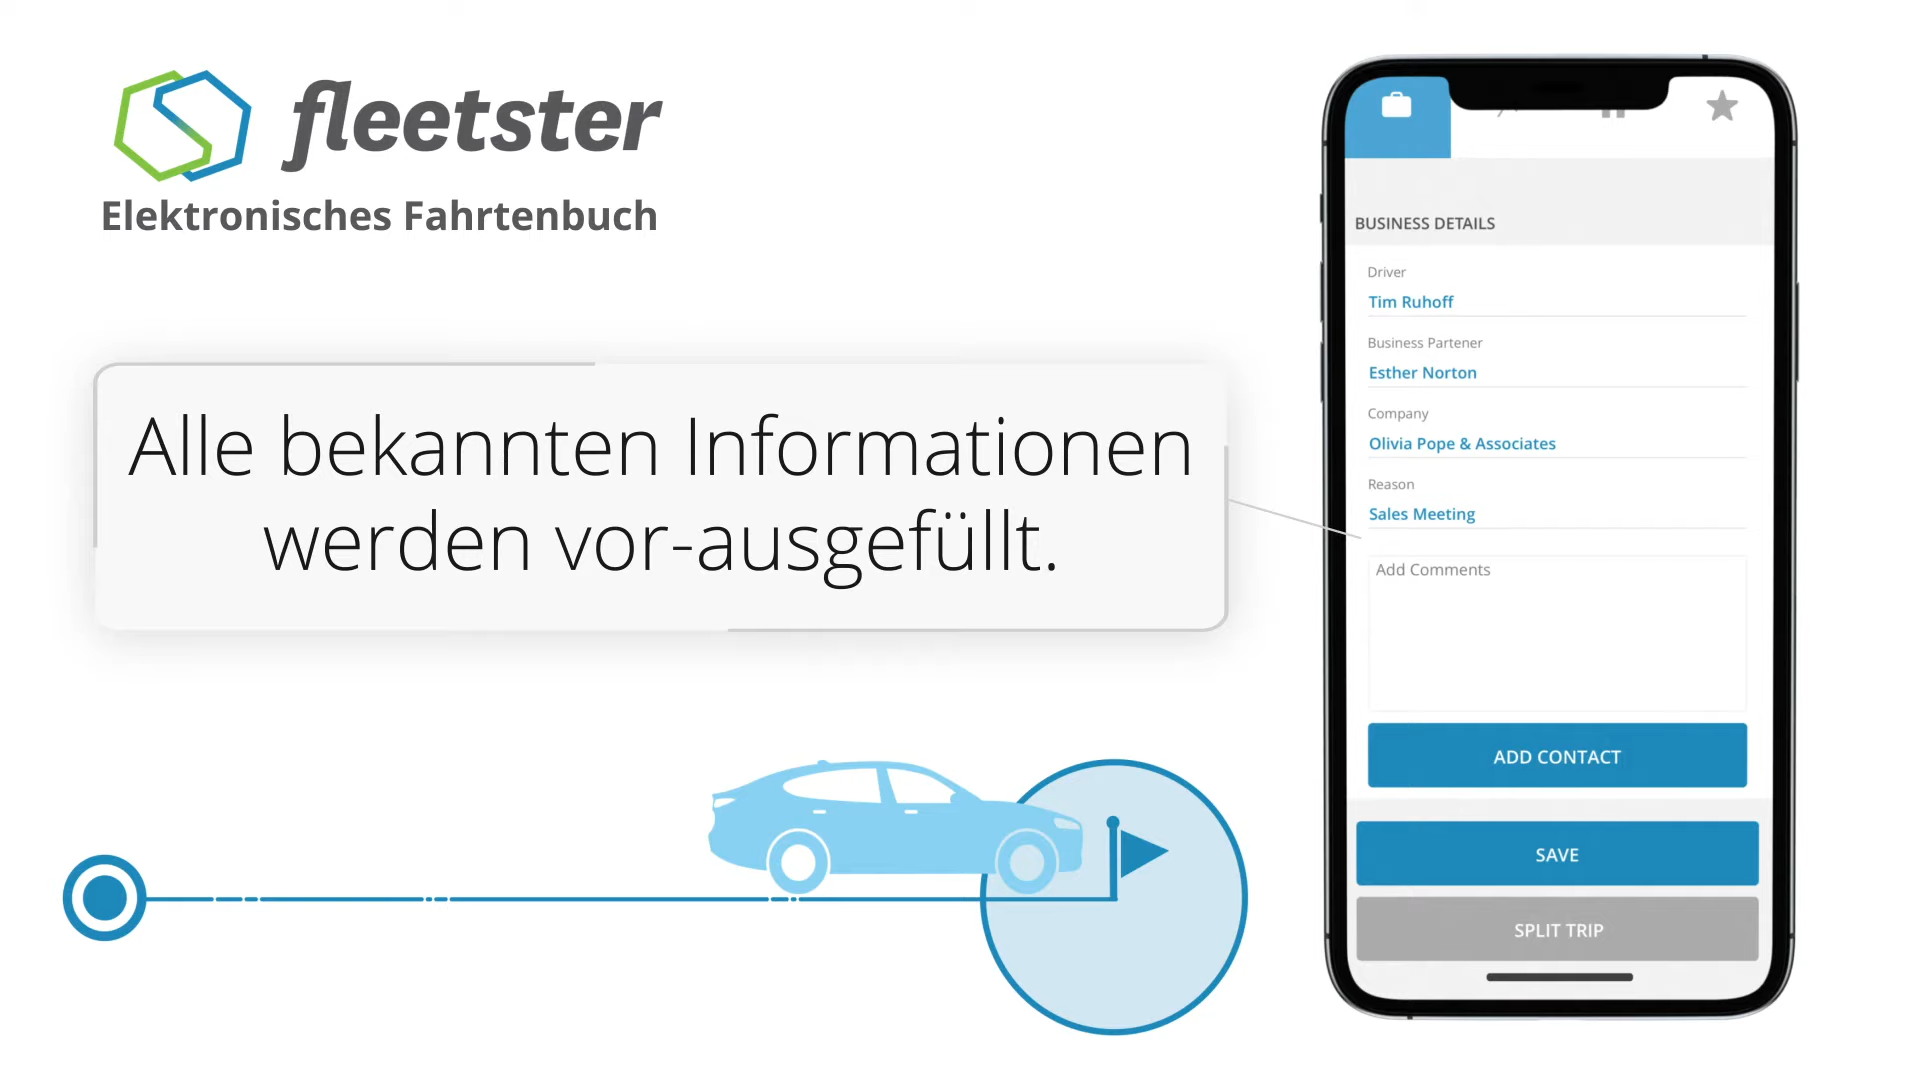 fleetster
Elektronisches Fahrtenbuch
Alle bekannten Informationen
werden vor-ausgefüllt.
BUSINESS DETAILS
Driver
Tim Ruhoff
Business Partener
Esther Norton
Company
Olivia Pope & Associates
Reason
Sales Meeting
Add Comments
ADD CONTACT
SAVE
SPLIT TRIP